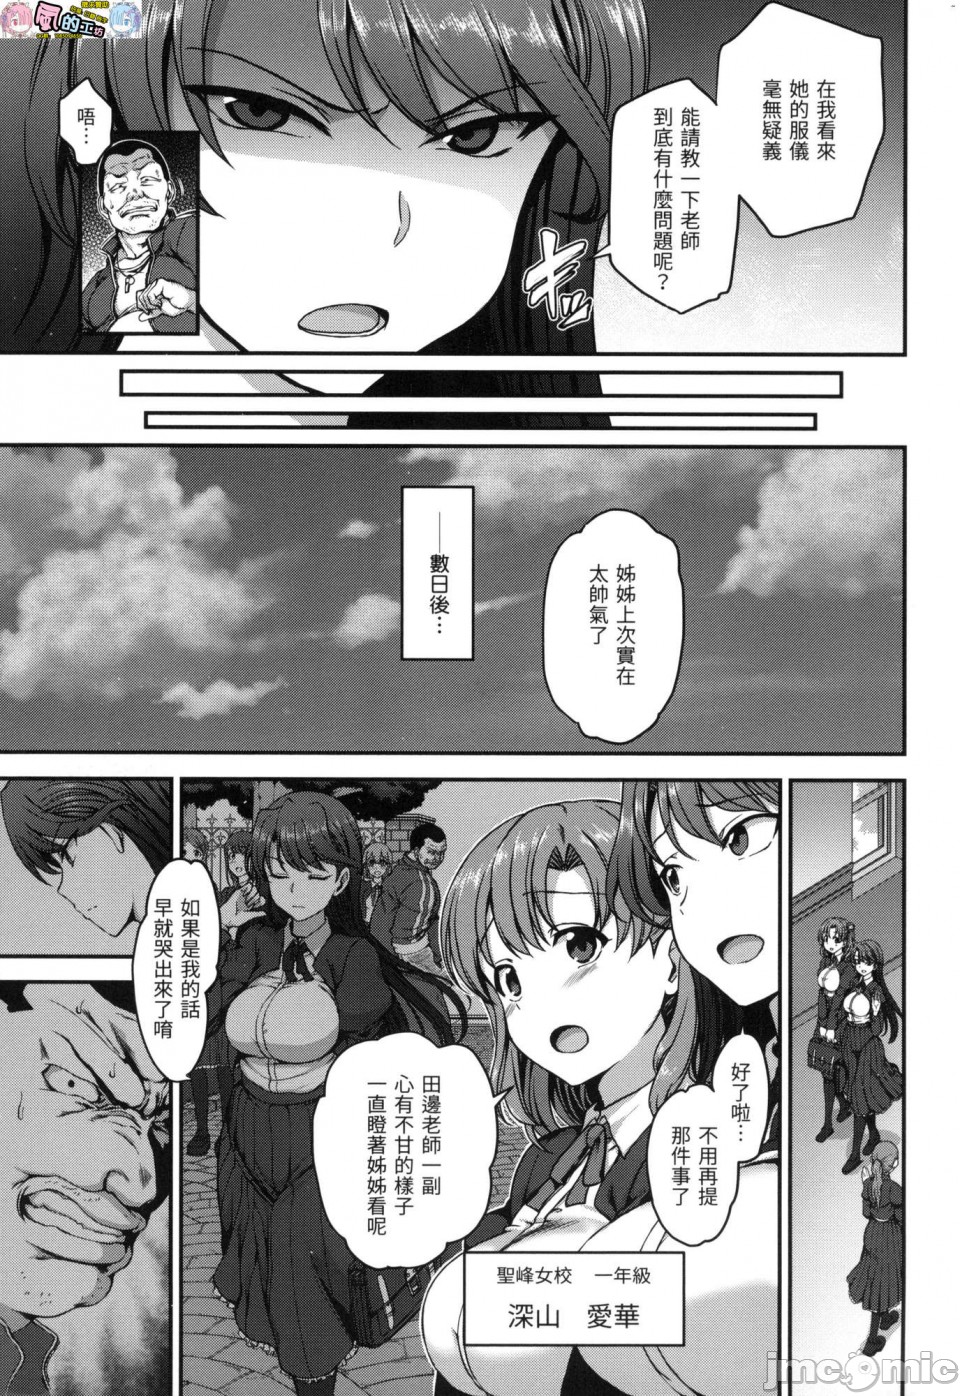 在我看來
她的服儀
毫無疑義
能請教一下老師
到底有什麼問題呢？
唔…
キッ
姊姊上次實在
太帥氣了
——數日後…
好了啦…
不用再提
那件事了
田邊老師一副
心有不甘的樣子
一直瞪著姊姊看呢
如果是我的話
早就哭出來了唷
聖峰女校　一年級
深山　愛華
風的工坊
jmcomic